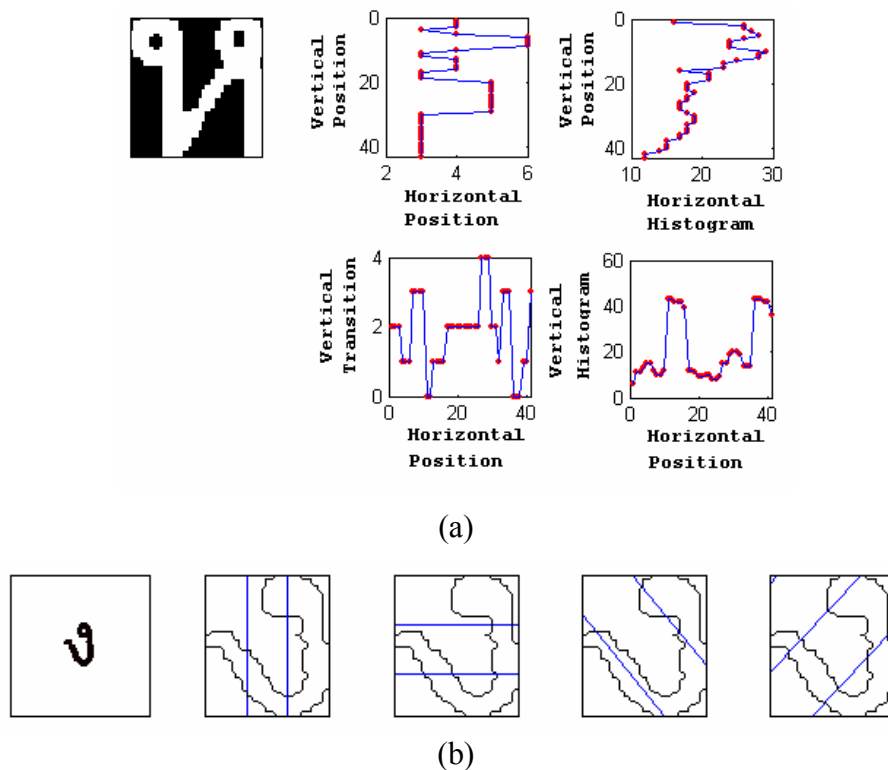 0
20
40
2
4
6
Vertical
Position
Horizontal
Position
0
20
40
10
20
30
Vertical
Position
Horizontal
Histogram
4
2
0
0
20
40
Vertical
Transition
Horizontal
Position
60
40
20
0
0
20
40
Vertical
Histogram
Horizontal
Position
(a)
(b)